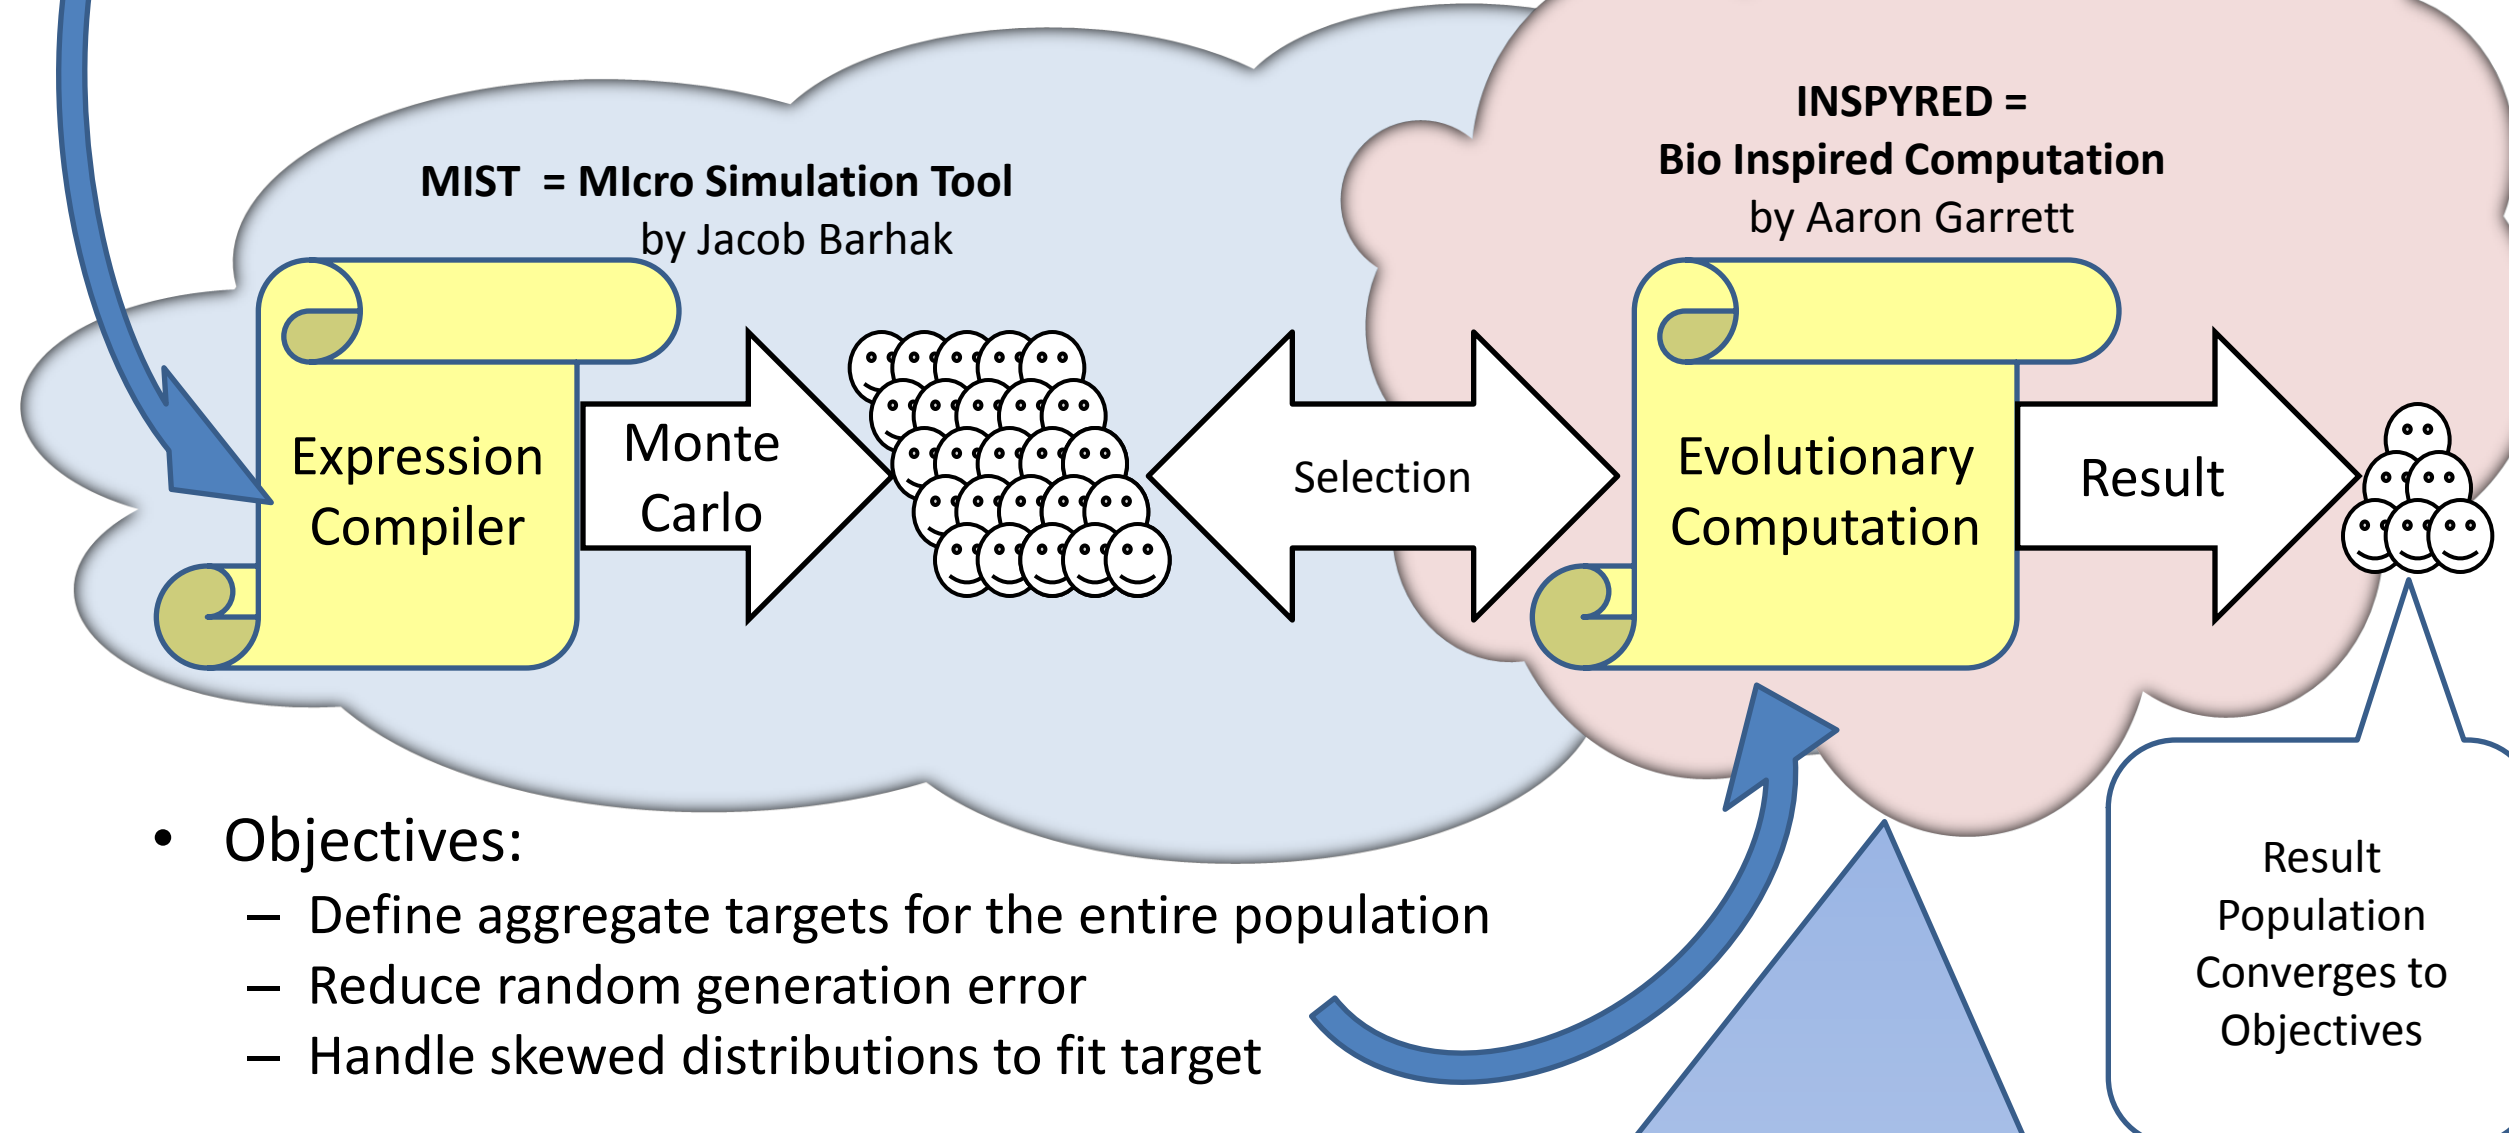 MIST = MIcro Simulation Tool
by Jacob Barhak
INSPYRED =
Bio Inspired Computation
by Aaron Garrett
Expression
Compiler
Monte
Carlo
Selection
Evolutionary
Computation
Result
• Objectives:
– Define aggregate targets for the entire population
– Reduce random generation error
– Handle skewed distributions to fit target
Result
Population
Converges to
Objectives